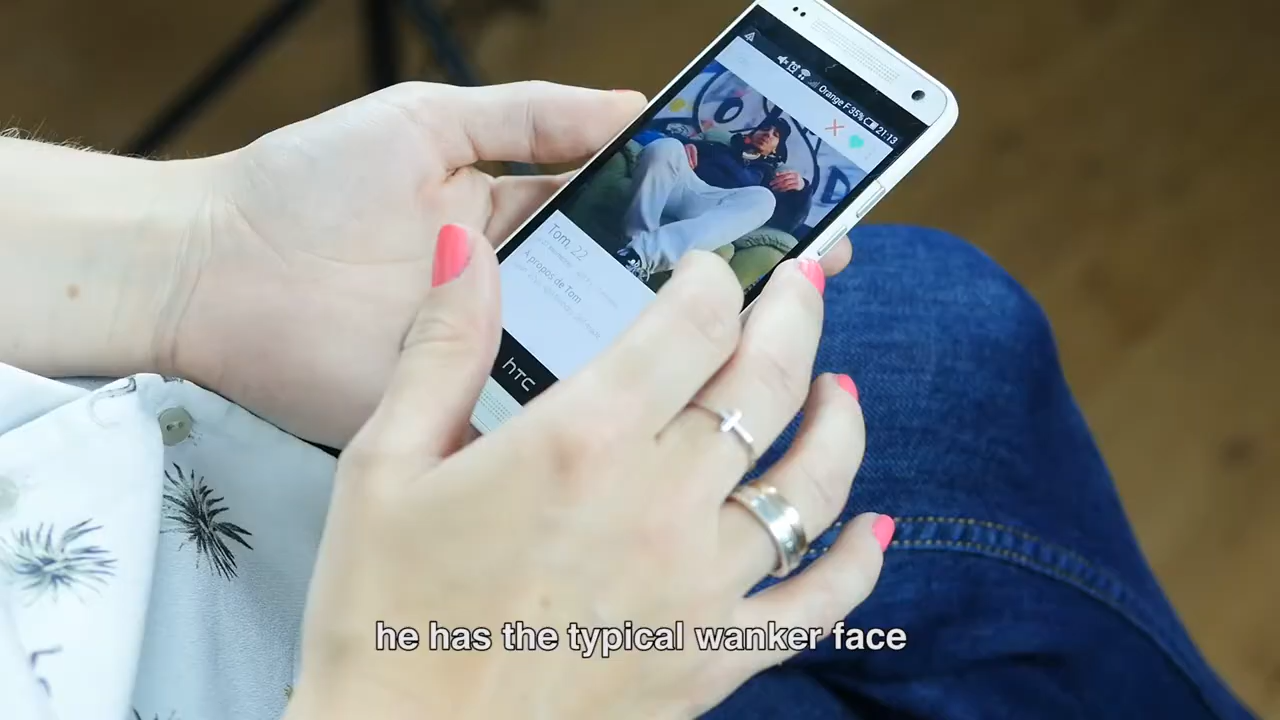 Orange F 35% 21:13
Tom, 22
A propos de Tom
hTC
he has the typical wanker face